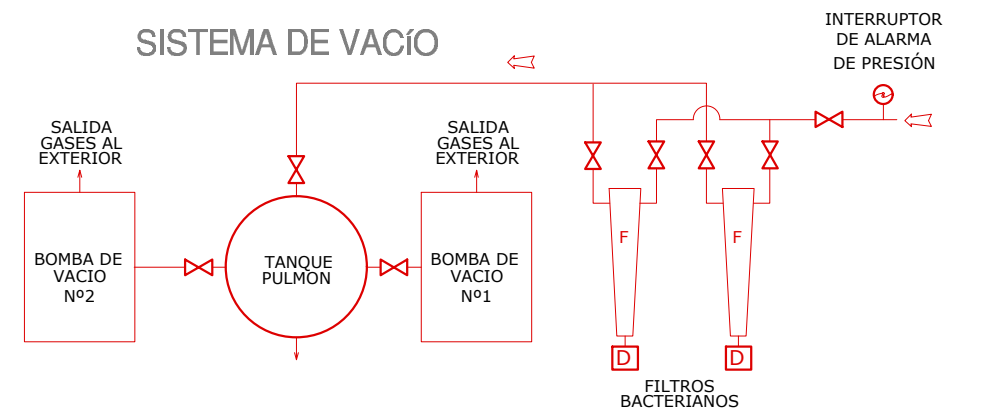 SISTEMA DE VACíO
INTERRUPTOR
DE ALARMA
DE PRESIÓN
SALIDA
GASES AL
EXTERIOR
SALIDA
GASES AL
EXTERIOR
BOMBA DE
VACIO
Nº2
TANQUE
PULMON
BOMBA DE
VACIO
Nº1
F
F
D
D
FILTROS
BACTERIANOS